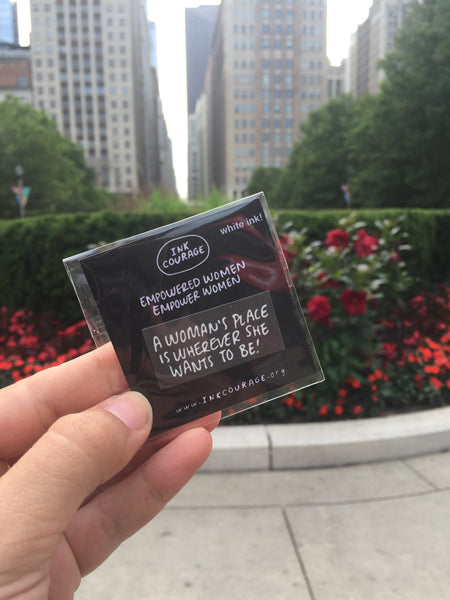 white ink!
INK
COURAGE
EMPOWERED WOMEN
EMPOWER WOMEN
A WOMAN'S PLACE
IS WHEREVER SHE
WANTS TO BE!
www.INKCOURAGE.org